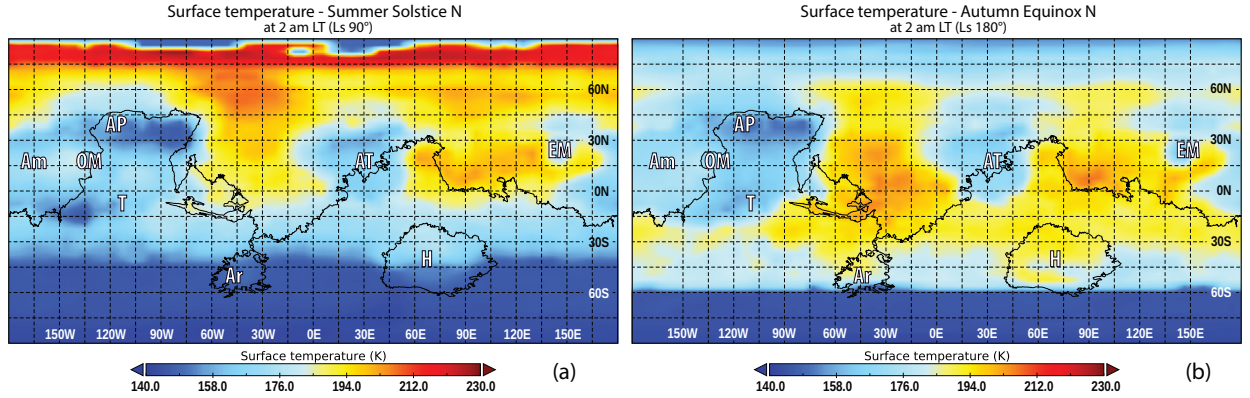 Surface temperature - Summer Solstice N
at 2 am LT (Ls 90°)
60N
AP
30N
Am
OM
AT
EM
0N
T
30S
Ar
H
60S
150W 120W 90W 60W 30W 0E 30E 60E 90E 120E 150E
Surface temperature (K)
140.0 158.0 176.0 194.0 212.0 230.0
(a)
Surface temperature - Autumn Equinox N
at 2 am LT (Ls 180°)
60N
AP
30N
Am
OM
AT
EM
0N
T
30S
Ar
H
60S
150W 120W 90W 60W 30W 0E 30E 60E 90E 120E 150E
Surface temperature (K)
140.0 158.0 176.0 194.0 212.0 230.0
(b)